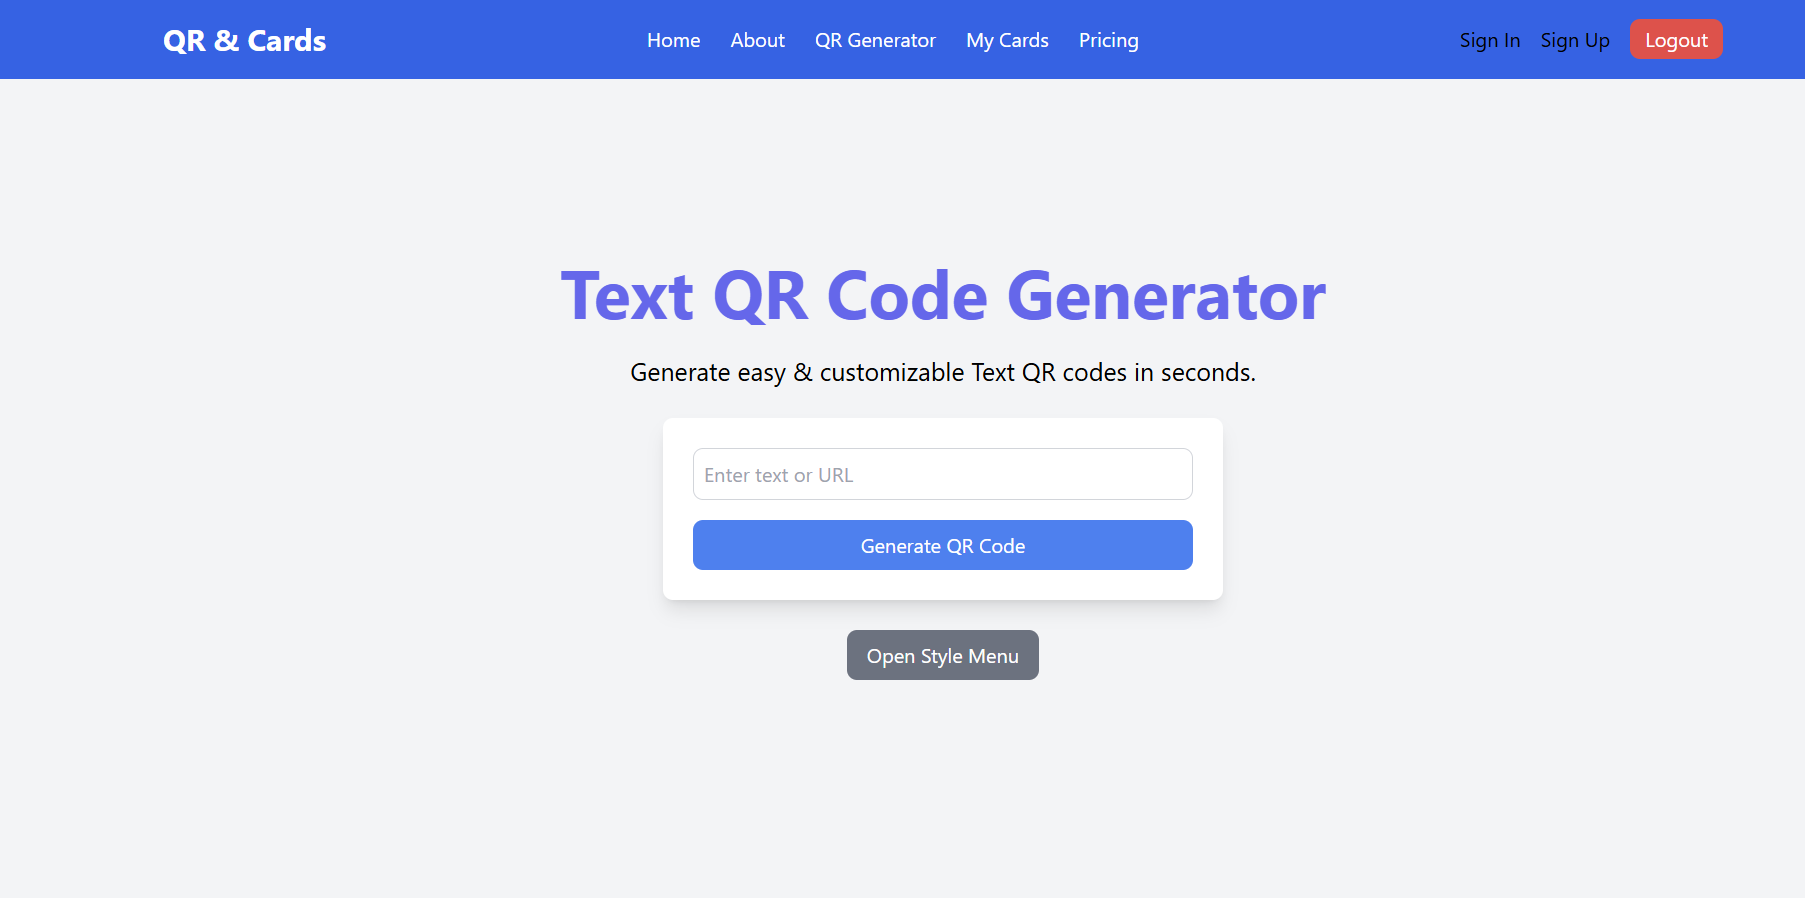 QR & Cards
Home About QR Generator My Cards Pricing
Sign In Sign Up Logout
Text QR Code Generator
Generate easy & customizable Text QR codes in seconds.
Enter text or URL
Generate QR Code
Open Style Menu